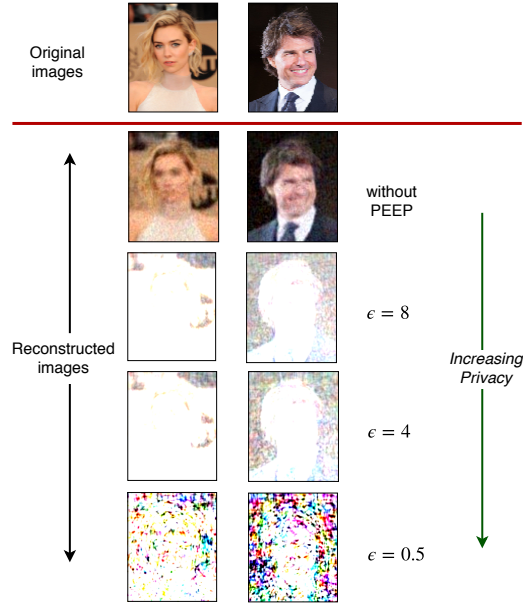 Original
images
without
PEEP
ϵ = 8
Reconstructed
images
Increasing
Privacy
ϵ = 4
ϵ = 0.5